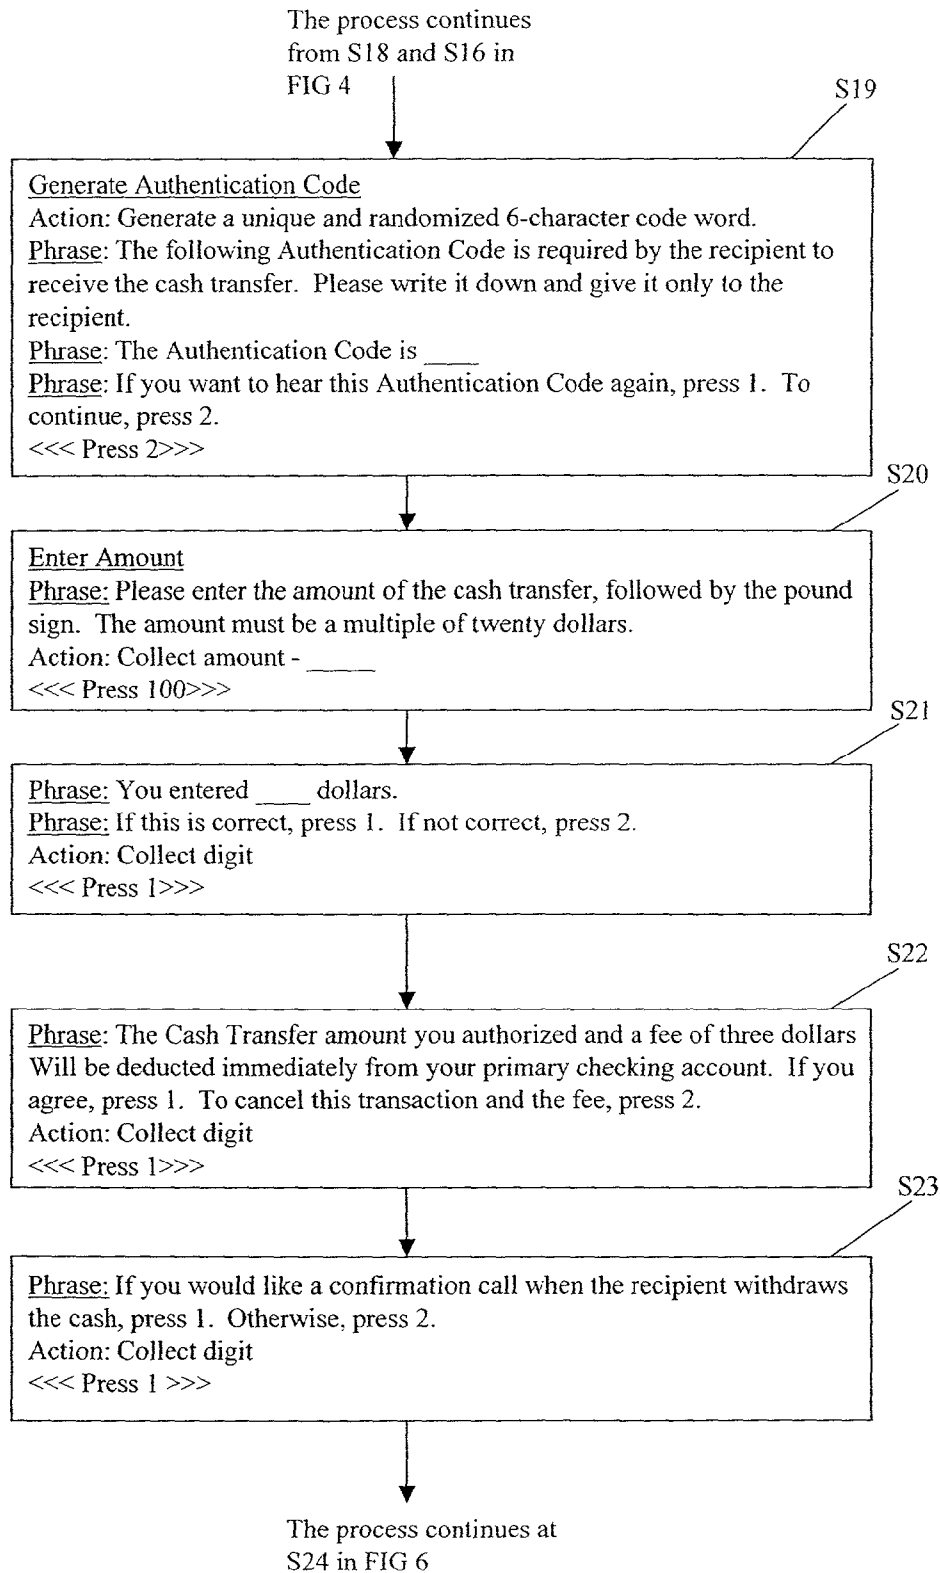 The process continues
from S18 and S16 in
FIG 4
S19
Generate Authentication Code
Action: Generate a unique and randomized 6-character code word.
Phrase: The following Authentication Code is required by the recipient to
receive the cash transfer.  Please write it down and give it only to the
recipient.
Phrase: The Authentication Code is ____
Phrase: If you want to hear this Authentication Code again, press 1.  To
continue, press 2.
<<< Press 2>>>
S20
Enter Amount
Phrase: Please enter the amount of the cash transfer, followed by the pound
sign.  The amount must be a multiple of twenty dollars.
Action: Collect amount - _____
<<< Press 100>>>
S21
Phrase: You entered ____ dollars.
Phrase: If this is correct, press 1.  If not correct, press 2.
Action: Collect digit
<<< Press 1>>>
S22
Phrase: The Cash Transfer amount you authorized and a fee of three dollars
Will be deducted immediately from your primary checking account.  If you
agree, press 1.  To cancel this transaction and the fee, press 2.
Action: Collect digit
<<< Press 1>>>
S23
Phrase: If you would like a confirmation call when the recipient withdraws
the cash, press 1.  Otherwise, press 2.
Action: Collect digit
<<< Press 1 >>>
The process continues at
S24 in FIG 6